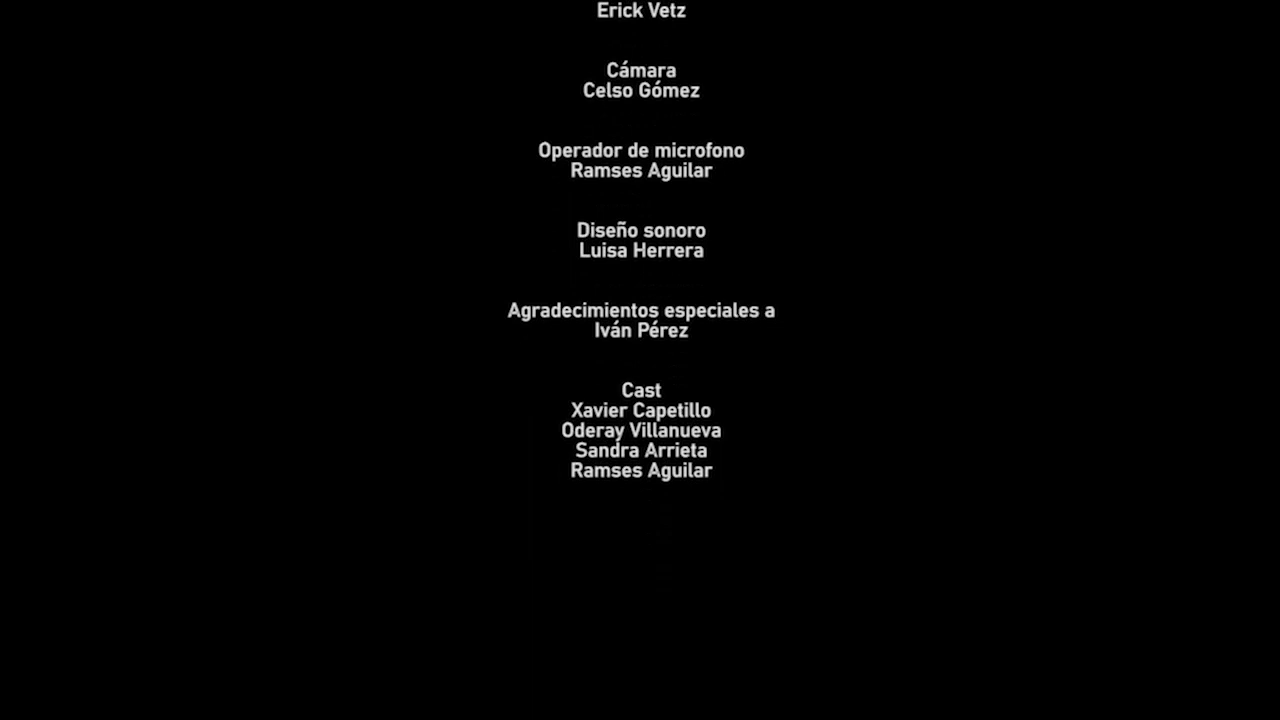 Erick Vetz
Cámara
Celso Gómez
Operador de microfono
Ramses Aguilar
Diseño sonoro
Luisa Herrera
Agradecimientos especiales a
Iván Pérez
Cast
Xavier Capetillo
Oderay Villanueva
Sandra Arrieta
Ramses Aguilar